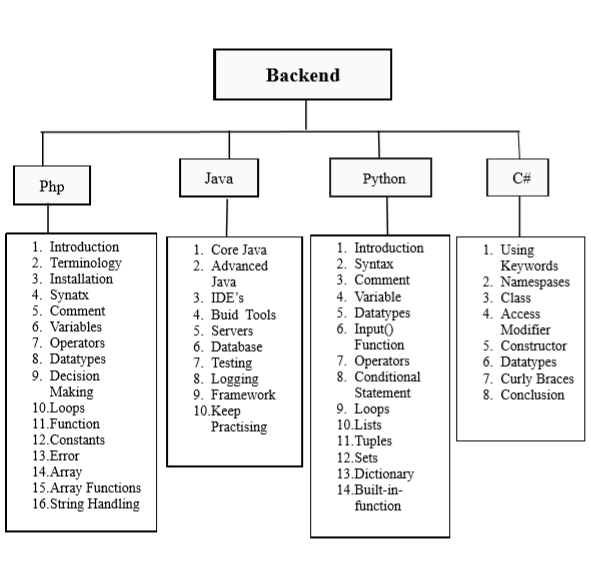 Backend
Php
Java
Python
C#
1. Introduction
2. Terminology
3. Installation
4. Synatx
5. Comment
6. Variables
7. Operators
8. Datatypes
9. Decision
Making
10.Loops
11.Function
12.Constants
13.Error
14.Array
15.Array Functions
16.String Handling
1. Core Java
2. Advanced
Java
3. IDE's
4. Buid Tools
5. Servers
6. Database
7. Testing
8. Logging
9. Framework
10.Keep
Practising
1. Introduction
2. Syntax
3. Comment
4. Variable
5. Datatypes
6. Input()
Function
7. Operators
8. Conditional
Statement
9. Loops
10.Lists
11.Tuples
12.Sets
13.Dictionary
14.Built-in-
function
1. Using
Keywords
2. Namespases
3. Class
4. Access
Modifier
5. Constructor
6. Datatypes
7. Curly Braces
8. Conclusion